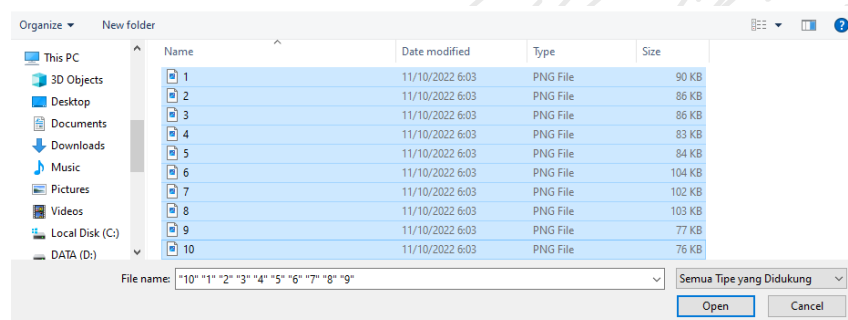 Organize New folder
Name Date modified Type Size
This PC
3D Objects
Desktop
Documents
Downloads
Music
Pictures
Videos
Local Disk (C:)
DATA (D:)
1 11/10/2022 6:03 PNG File 90 KB
2 11/10/2022 6:03 PNG File 86 KB
3 11/10/2022 6:03 PNG File 86 KB
4 11/10/2022 6:03 PNG File 83 KB
5 11/10/2022 6:03 PNG File 84 KB
6 11/10/2022 6:03 PNG File 104 KB
7 11/10/2022 6:03 PNG File 102 KB
8 11/10/2022 6:03 PNG File 103 KB
9 11/10/2022 6:03 PNG File 77 KB
10 11/10/2022 6:03 PNG File 76 KB
File name: "10" "1" "2" "3" "4" "5" "6" "7" "8" "9" Semua Tipe yang Didukung
Open Cancel